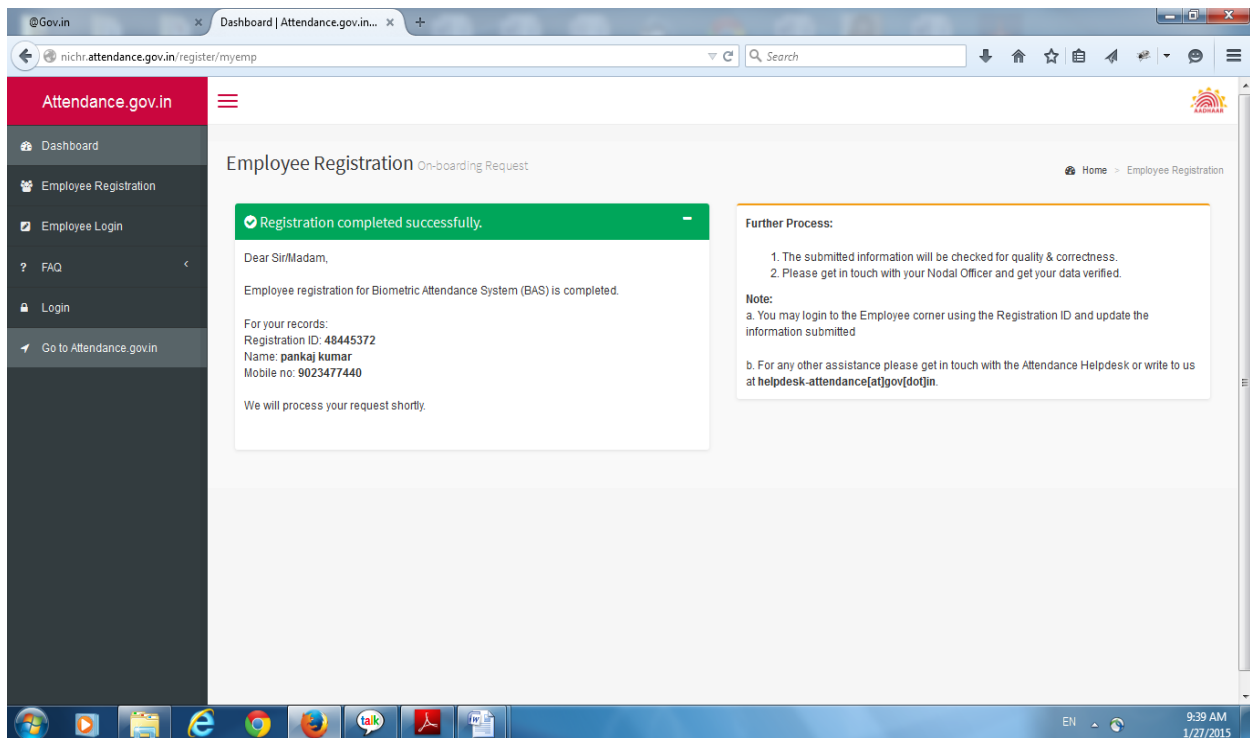 @Gov.in
Dashboard | Attendance.gov.in...
nichr.attendance.gov.in/register/myemp
Search
Attendance.gov.in
AADHAAR
Dashboard
Employee Registration
Employee Login
? FAQ
Login
Go to Attendance.gov.in
Employee Registration On-boarding Request
Home > Employee Registration
Registration completed successfully.
Dear Sir/Madam,
Employee registration for Biometric Attendance System (BAS) is completed.
For your records:
Registration ID: 48445372
Name: pankaj kumar
Mobile no: 9023477440
We will process your request shortly.
Further Process:
1. The submitted information will be checked for quality & correctness.
2. Please get in touch with your Nodal Officer and get your data verified.
Note:
a. You may login to the Employee corner using the Registration ID and update the
information submitted
b. For any other assistance please get in touch with the Attendance Helpdesk or write to us
at helpdesk-attendance[at]gov[dot]in.
talk
EN
9:39 AM
1/27/2015